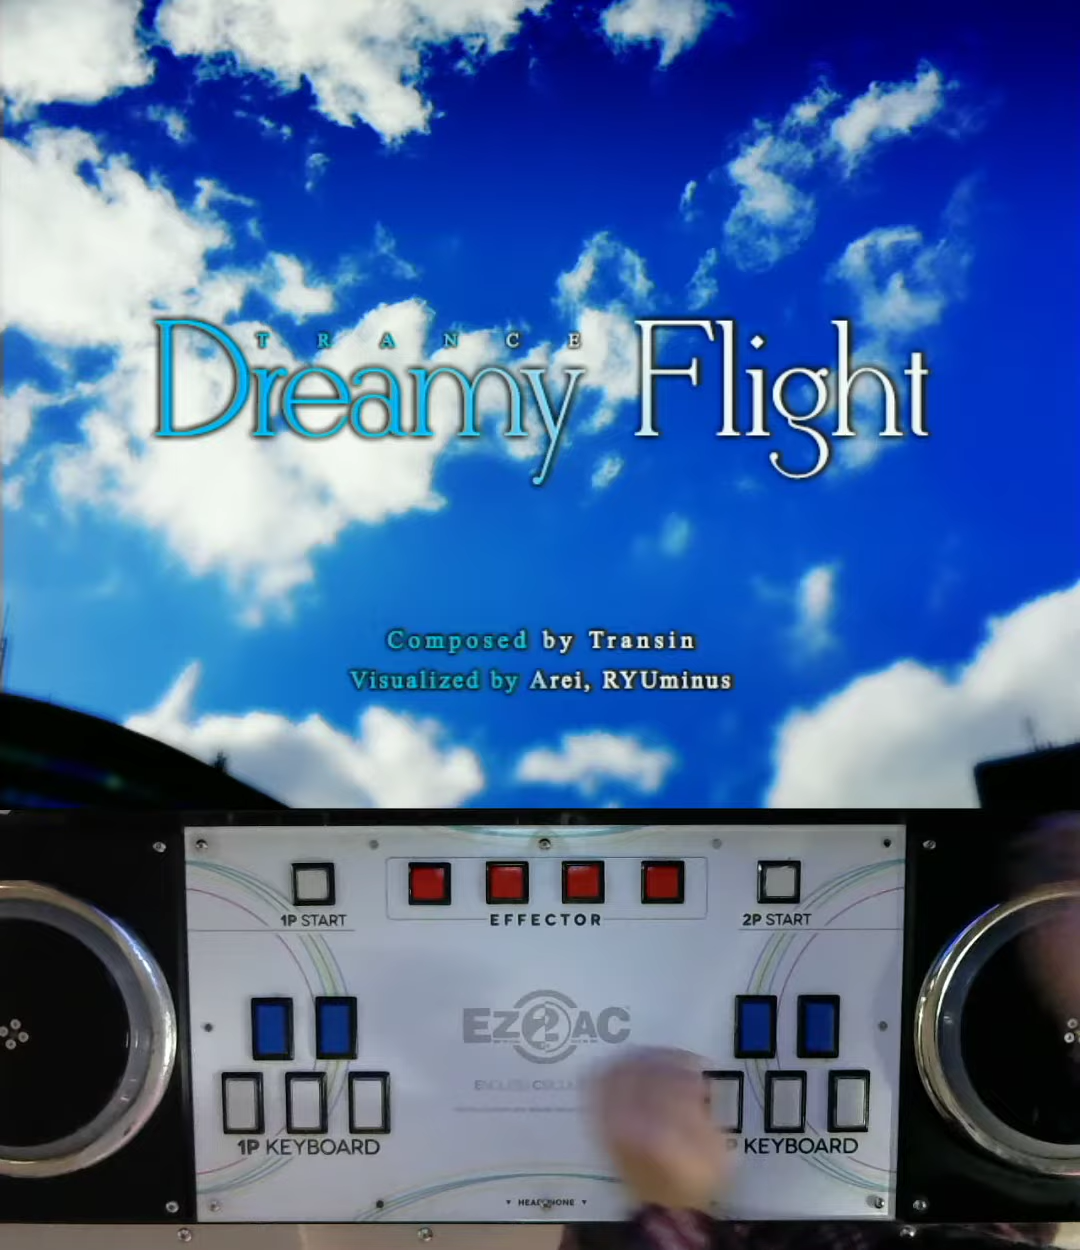 TRANCE
Dreamy Flight
Composed by Transin
Visualized by Arei, RYUminus
1P START
EFFECTOR
2P START
EZ2AC
1P KEYBOARD
KEYBOARD
▼ HEADPHONE ▼